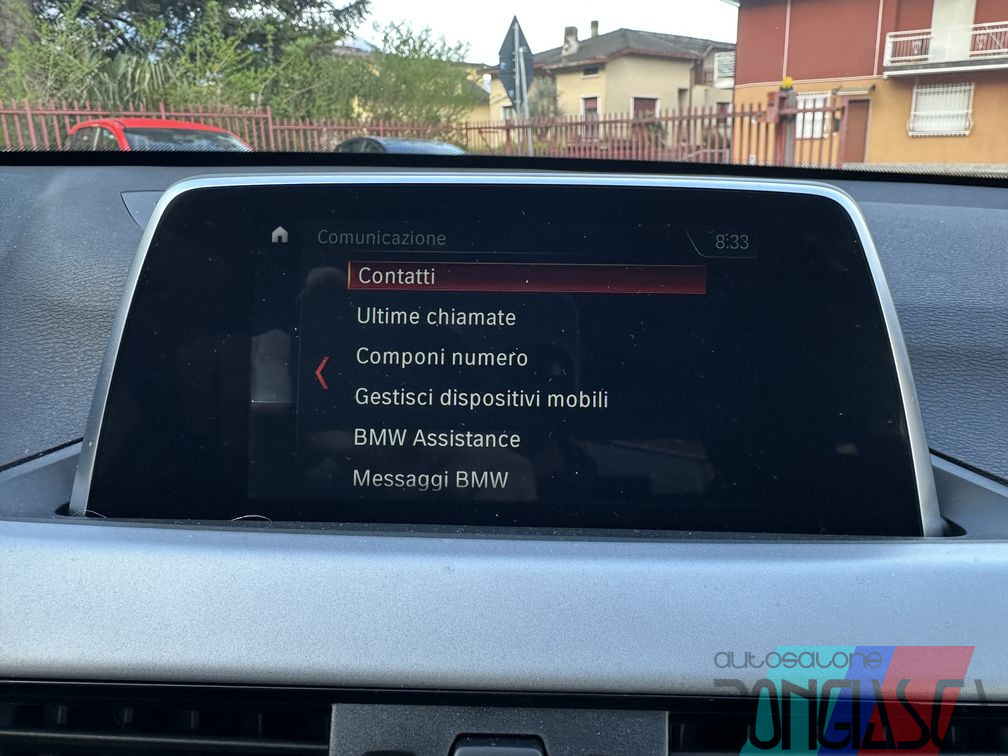 Comunicazione
8:33
Contatti
Ultime chiamate
Componi numero
Gestisci dispositivi mobili
BMW Assistance
Messaggi BMW
autosalone